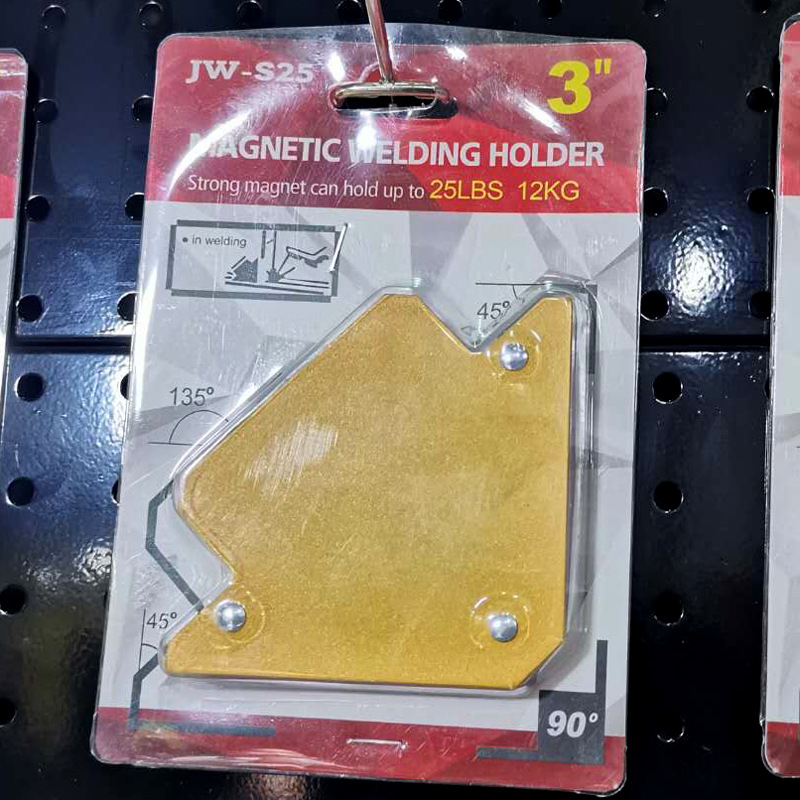 JW-S25
3"
MAGNETIC WELDING HOLDER
Strong magnet can hold up to 25LBS 12KG
• in welding
45°
135°
45°
90°